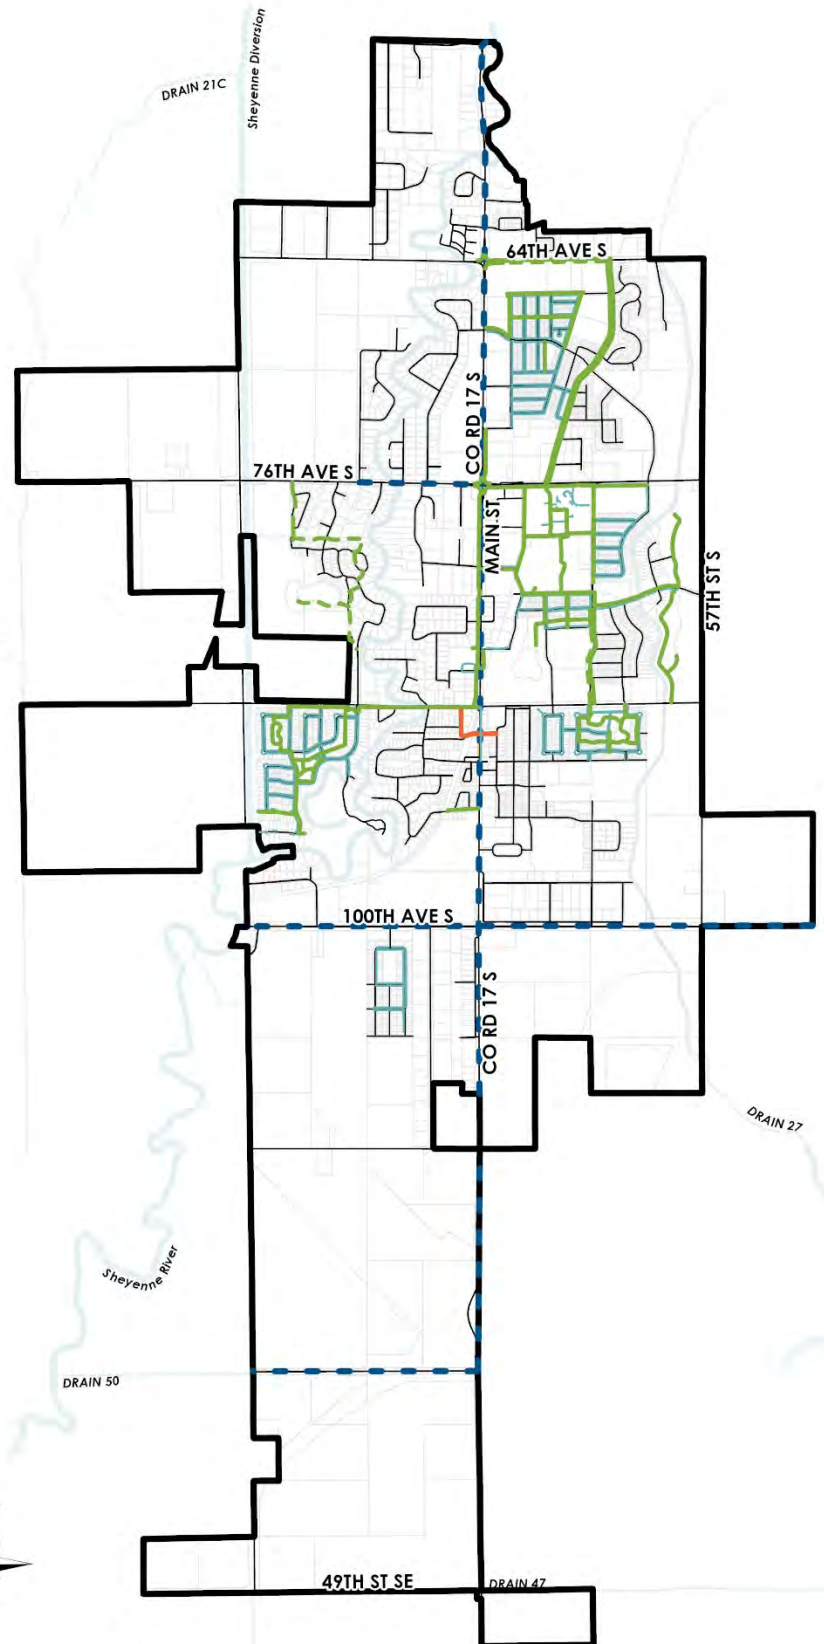 Sheyenne Diversion
DRAIN 21C
64TH AVE S
CO RD 17 S
76TH AVE S
MAIN ST
57TH ST S
100TH AVE S
CO RD 17 S
DRAIN 27
Sheyenne River
DRAIN 50
49TH ST SE
DRAIN 47